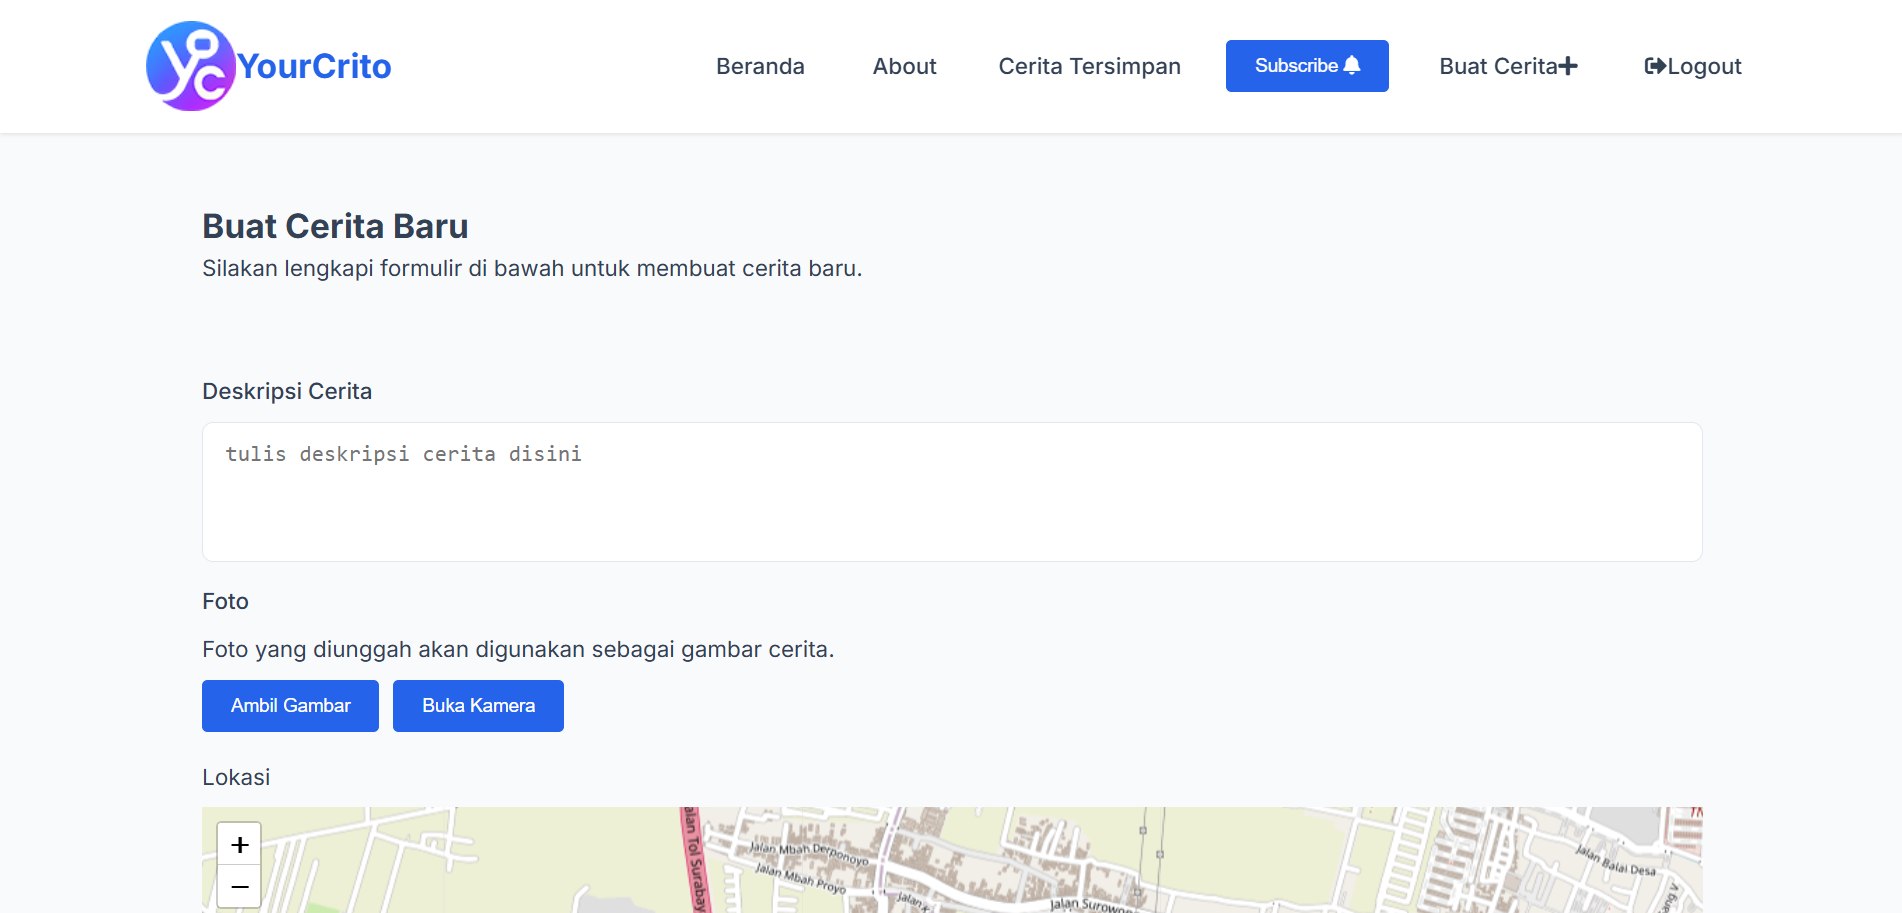 YourCrito
Beranda
About
Cerita Tersimpan
Subscribe
Buat Cerita
Logout
Buat Cerita Baru
Silakan lengkapi formulir di bawah untuk membuat cerita baru.
Deskripsi Cerita
tulis deskripsi cerita disini
Foto
Foto yang diunggah akan digunakan sebagai gambar cerita.
Ambil Gambar
Buka Kamera
Lokasi
+
−
Jalan Tol Surabay
Jalan Mbah Derponoyo
Jalan Mbah Proyo
Jalan
Jalan Surowon
Jalan Balai Desa